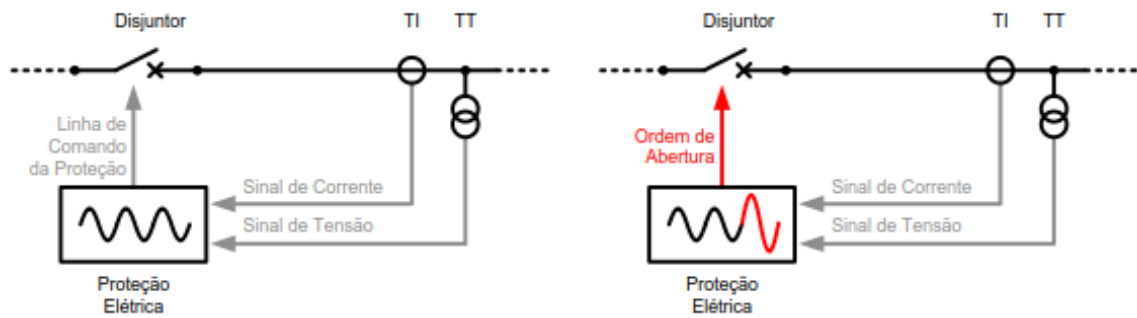 Disjuntor
TI
TT
Linha de
Comando
da Proteção
Sinal de Corrente
Sinal de Tensão
Proteção
Elétrica
Disjuntor
TI
TT
Ordem de
Abertura
Sinal de Corrente
Sinal de Tensão
Proteção
Elétrica